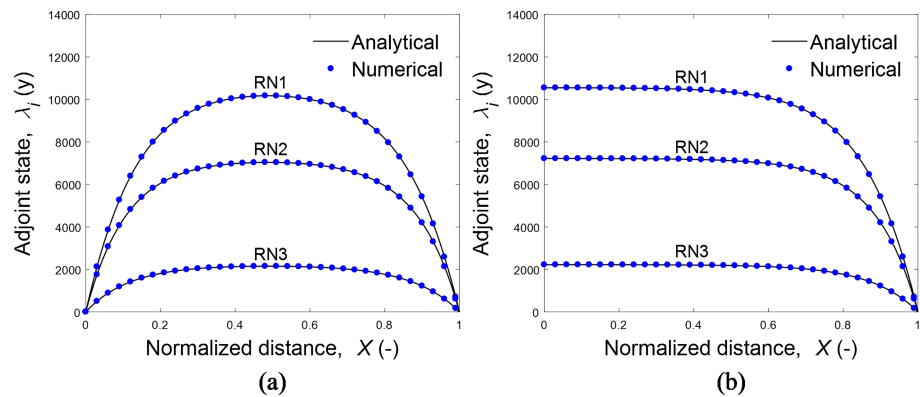 14000
12000
10000
8000
6000
4000
2000
0
Adjoint state, λi (y)
Analytical
Numerical
RN1
RN2
RN3
0 0.2 0.4 0.6 0.8 1
Normalized distance, X (-)
(a)
14000
12000
10000
8000
6000
4000
2000
0
Adjoint state, λi (y)
Analytical
Numerical
RN1
RN2
RN3
0 0.2 0.4 0.6 0.8 1
Normalized distance, X (-)
(b)